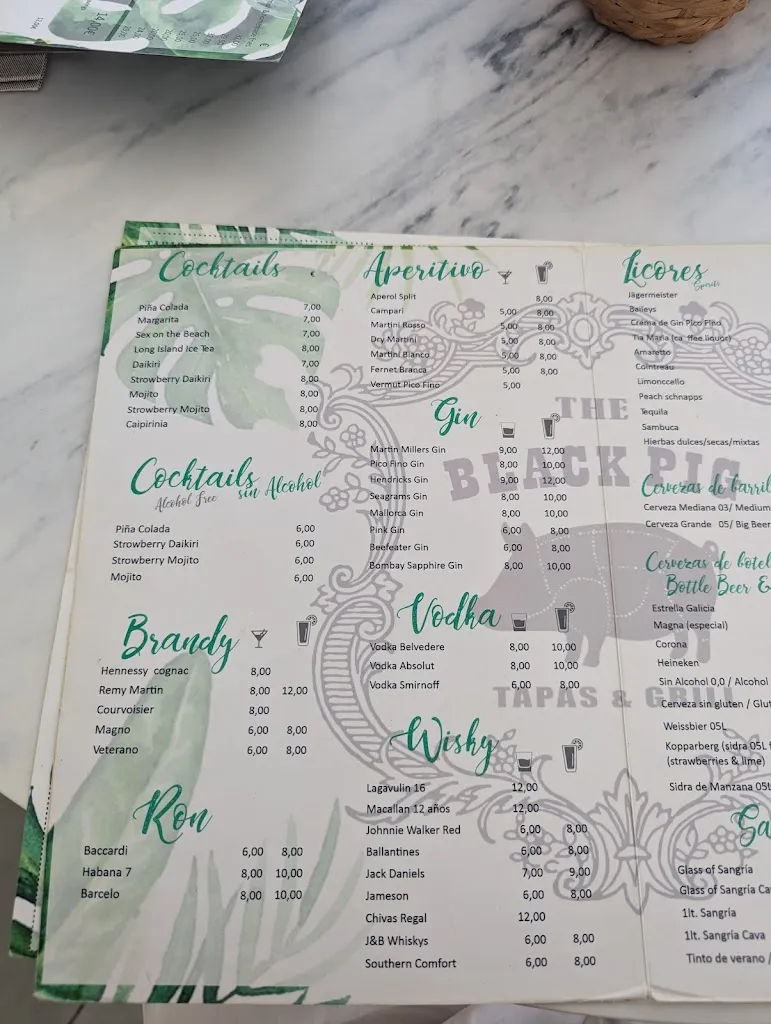 Cocktails €
Piña Colada 7,00
Margarita 7,00
Sex on the Beach 7,00
Long Island Ice Tea 8,00
Daikiri 7,00
Strowberry Daikiri 8,00
Mojito 8,00
Strowberry Mojito 8,00
Caipirinia 8,00
Cocktails sin Alcohol
Alcohol Free
Piña Colada 6,00
Strowberry Daikiri 6,00
Strowberry Mojito 6,00
Mojito 6,00
Brandy
Hennessy cognac 8,00
Remy Martin 8,00 12,00
Courvoisier 8,00
Magno 6,00 8,00
Veterano 6,00 8,00
Ron
Baccardi 6,00 8,00
Habana 7 8,00 10,00
Barcelo 8,00 10,00
Aperitivo
Aperol Split 8,00
Campari 5,00 8,00
Martini Rosso 5,00 8,00
Dry Martini 5,00 8,00
Martini Bianco 5,00 8,00
Fernet Branca 5,00 8,00
Vermut Pico Fino 5,00
Gin
Martin Millers Gin 9,00 12,00
Pico Fino Gin 8,00 10,00
Hendricks Gin 9,00 12,00
Seagrams Gin 8,00 10,00
Mallorca Gin 8,00 10,00
Pink Gin 6,00 8,00
Beefeater Gin 6,00 8,00
Bombay Sapphire Gin 8,00 10,00
Vodka
Vodka Belvedere 8,00 10,00
Vodka Absolut 8,00 10,00
Vodka Smirnoff 6,00 8,00
Wisky
Lagavulin 16 12,00
Macallan 12 años 12,00
Johnnie Walker Red 6,00 8,00
Ballantines 6,00 8,00
Jack Daniels 7,00 9,00
Jameson 6,00 8,00
Chivas Regal 12,00
J&B Whiskys 6,00 8,00
Southern Comfort 6,00 8,00
Licores
Spirits
Jägermeister
Baileys
Crema de Gin Pico Fino
Tia Maria (ca ffee liquor)
Amaretto
Cointreau
Limonccello
Peach schnapps
Tequila
Sambuca
Hierbas dulces/secas/mixtas
Cervezas de barril
Cerveza Mediana 03/ Medium
Cerveza Grande 05/ Big Beer
Cervezas de botel
Bottle Beer &
Estrella Galicia
Magna (especial)
Corona
Heineken
Sin Alcohol 0,0 / Alcohol
Cerveza sin gluten / Glut
Weissbier 05L
Kopparberg (sidra 05L
(strawberries & lime)
Sidra de Manzana 05L
Sa
Glass of Sangria
Glass of Sangria Ca
1lt. Sangria
1lt. Sangria Cava
Tinto de verano /
THE
BLACK PIG
TAPAS & GRILL